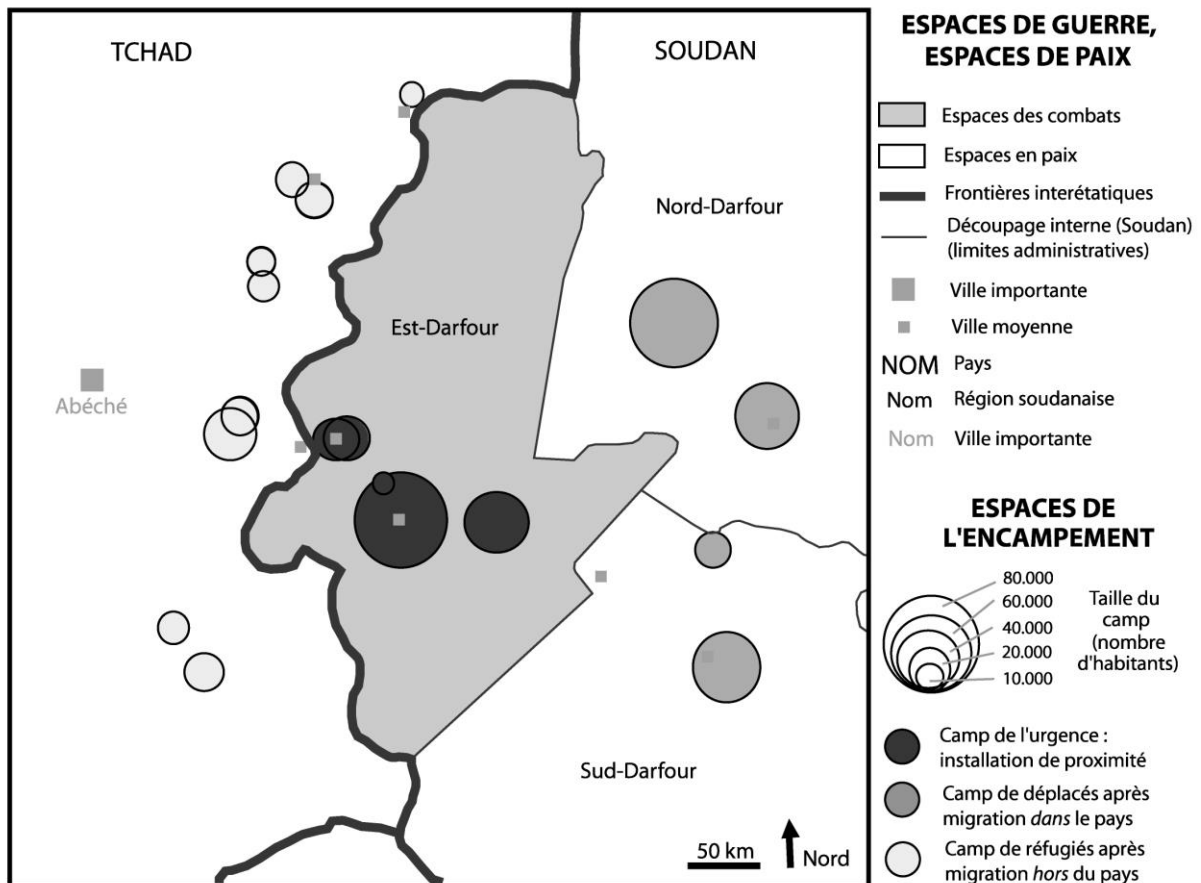 TCHAD
SOUDAN
Nord-Darfour
Est-Darfour
Abéché
Sud-Darfour
50 km
Nord
ESPACES DE GUERRE,
ESPACES DE PAIX
Espaces des combats
Espaces en paix
Frontières interétatiques
Découpage interne (Soudan)
(limites administratives)
Ville importante
Ville moyenne
NOM Pays
Nom Région soudanaise
Nom Ville importante
ESPACES DE
L'ENCAMPEMENT
80.000
60.000
40.000
20.000
10.000
Taille du
camp
(nombre
d'habitants)
Camp de l'urgence :
installation de proximité
Camp de déplacés après
migration dans le pays
Camp de réfugiés après
migration hors du pays